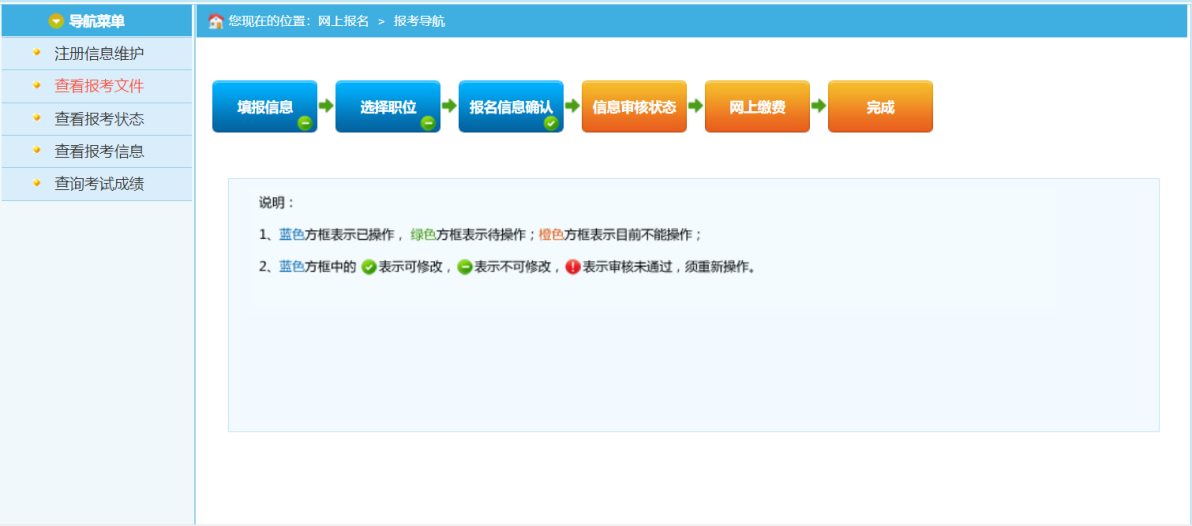 导航菜单
您现在的位置：网上报名 > 报考导航
注册信息维护
查看报考文件
查看报考状态
查看报考信息
查询考试成绩
填报信息
选择职位
报名信息确认
信息审核状态
网上缴费
完成
说明：
1、蓝色方框表示已操作，绿色方框表示待操作；橙色方框表示目前不能操作；
2、蓝色方框中的 表示可修改， 表示不可修改， 表示审核未通过，须重新操作。